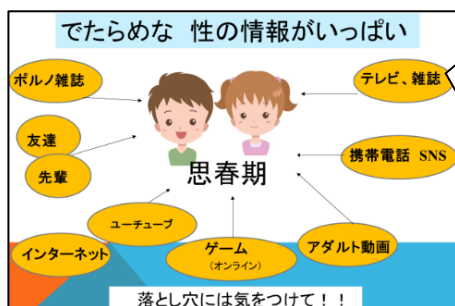 でたらめな 性の情報がいっぱい
ポルノ雑誌
テレビ、雑誌
友達
先輩
携帯電話 SNS
思春期
ユーチューブ
インターネット
ゲーム
(オンライン)
アダルト動画
落とし穴には気をつけて！！